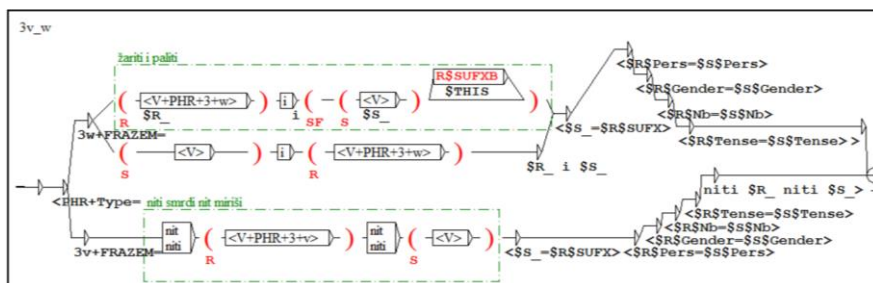 3v_w
žariti i paliti
R$SUFXB
$THIS
<V+PHR+3+w>
$R_
R
i
i
SF
<V>
$S_
S
3w+FRAZEM=
<V>
S
i
<V+PHR+3+w>
R
$R_ i $S_
<$S_=$R$SUFX>
<$R$Pers=$S$Pers>
<$R$Gender=$S$Gender>
<$R$Nb=$S$Nb>
<$R$Tense=$S$Tense> >
<PHR+Type=
niti smrdi nit miriši
3v+FRAZEM=
nit
niti
<V+PHR+3+v>
R
nit
niti
<V>
S
<$S_=$R$SUFX>
<$R$Pers=$S$Pers>
<$R$Gender=$S$Gender>
<$R$Nb=$S$Nb>
<$R$Tense=$S$Tense>
niti $R_ niti $S_>